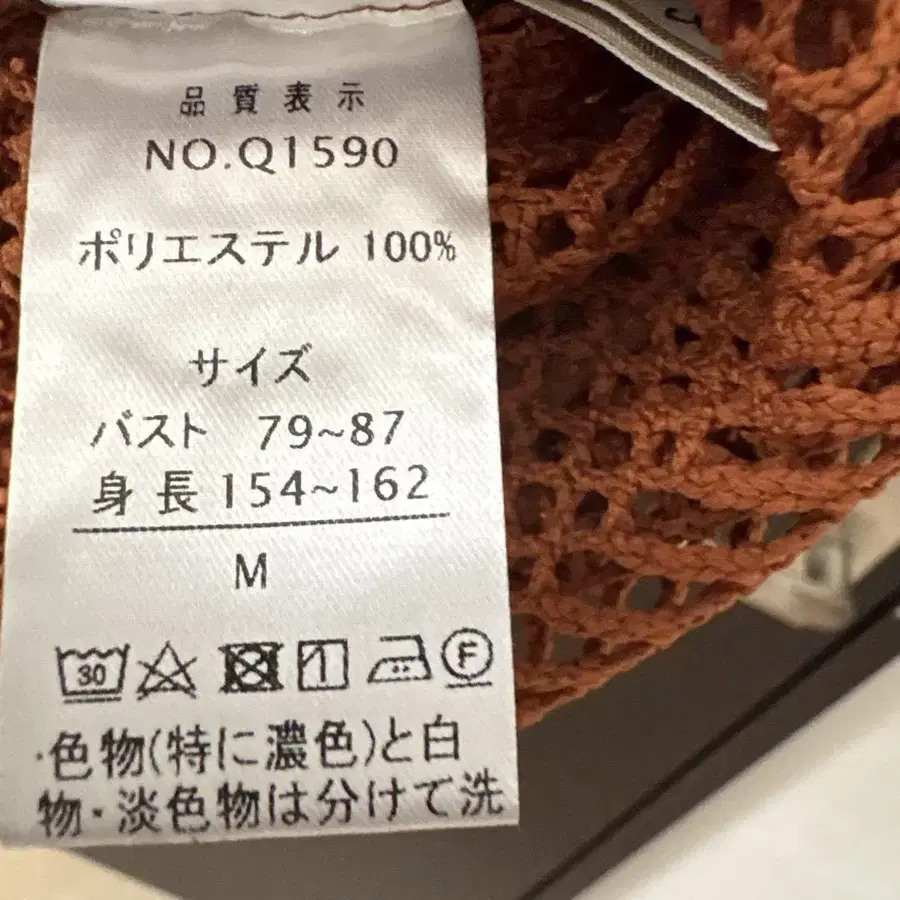 品質表示
NO.Q1590
ポリエステル 100%
サイズ
バスト 79~87
身長 154~162
M
30 F
・色物(特に濃色)と白
物・淡色物は分けて洗